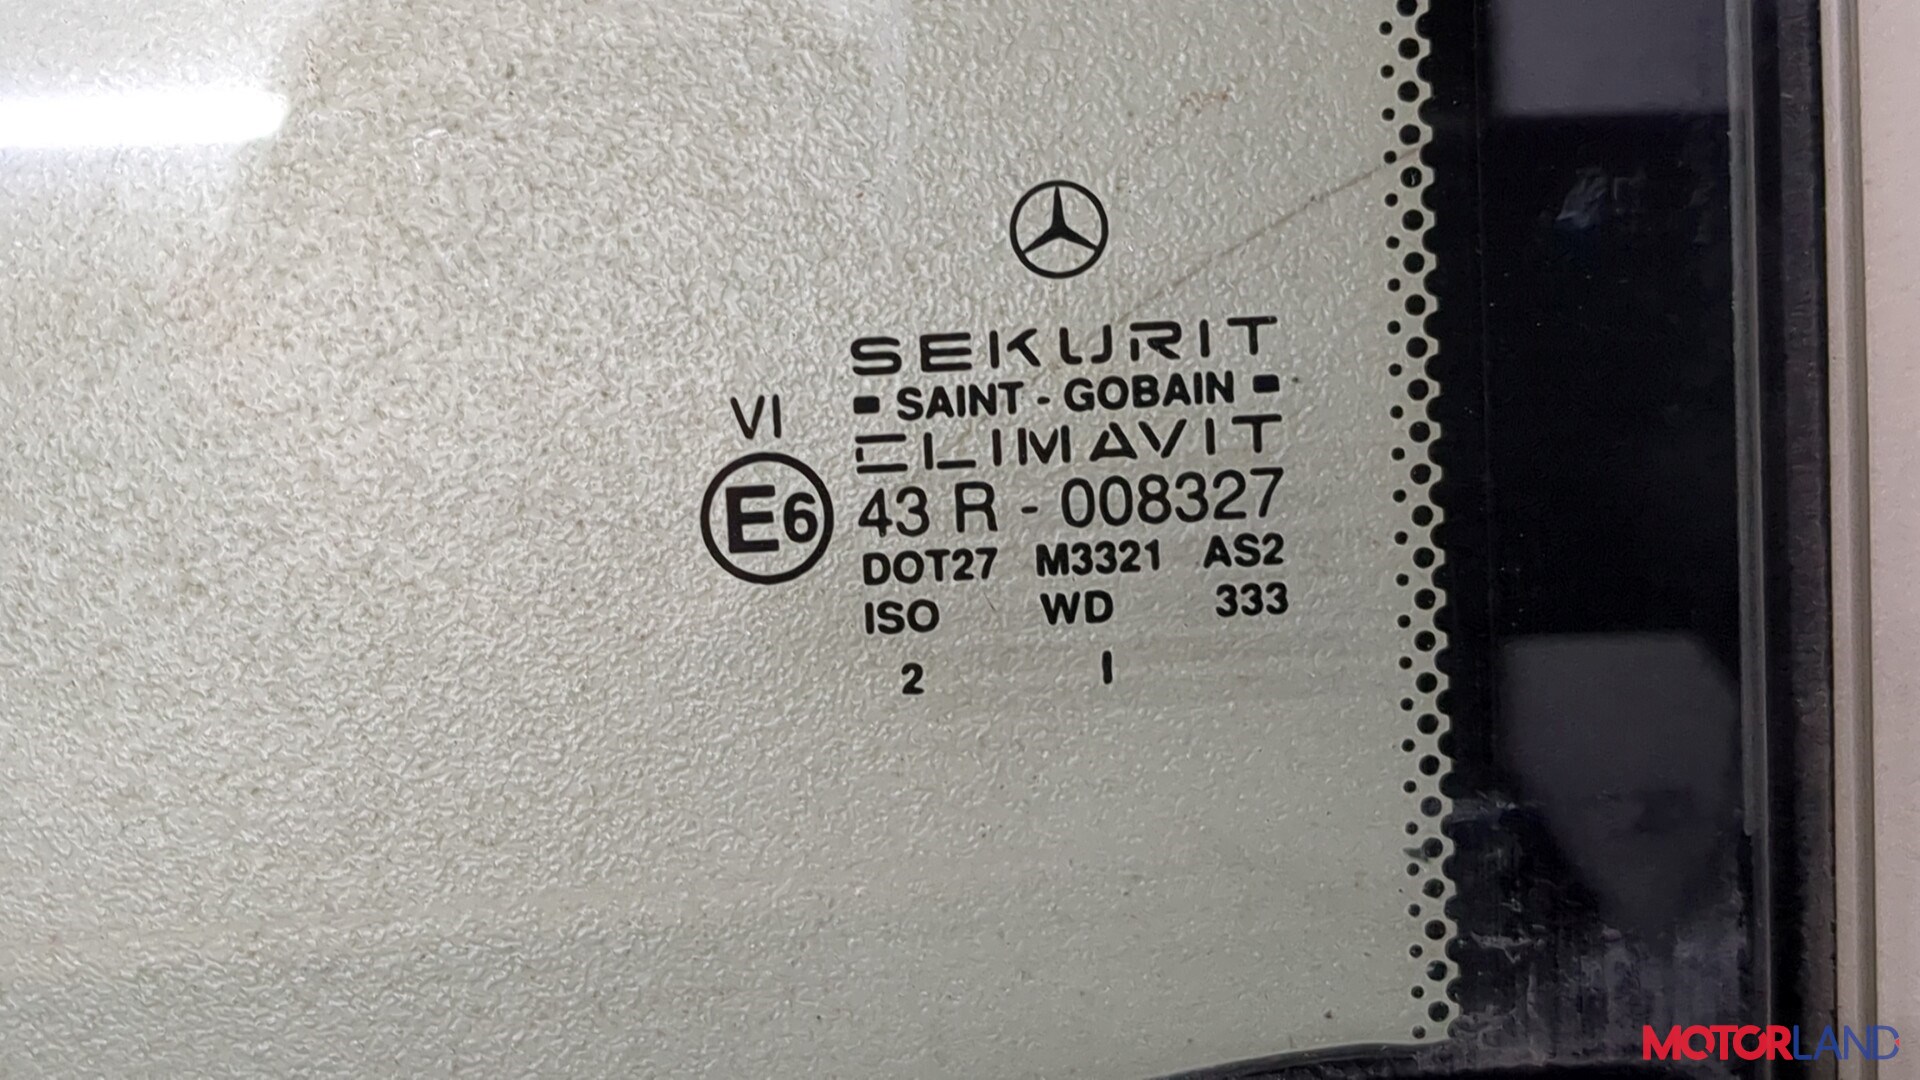 SEKURIT
SAINT - GOBAIN
CLIMAVIT
VI
E6
43 R - 008327
DOT27 M3321 AS2
ISO WD 333
2 I
MOTORLAND